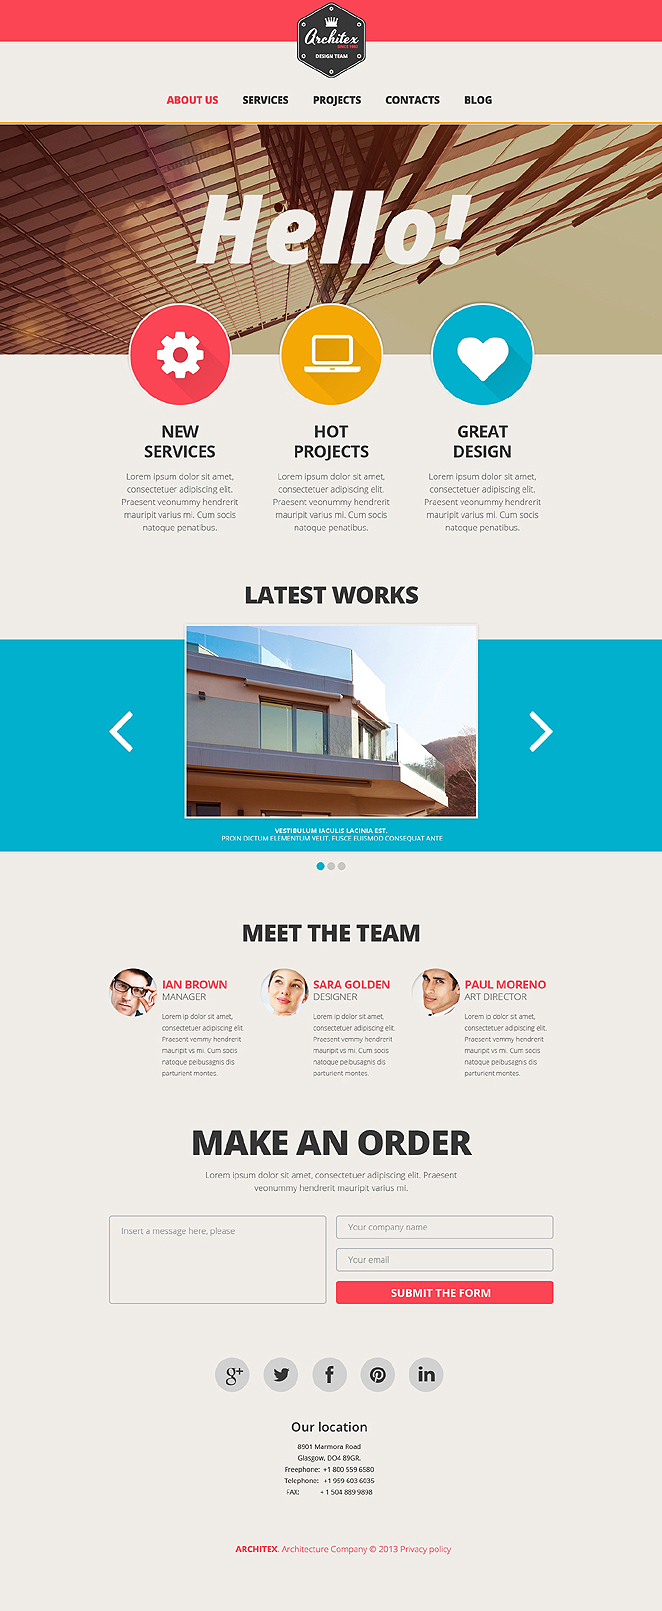 Architex
SINCE 1985
DESIGN TEAM
ABOUT US SERVICES PROJECTS CONTACTS BLOG
Hello!
NEW
SERVICES
Lorem ipsum dolor sit amet,
consectetuer adipiscing elit.
Praesent veonummy hendrerit
mauripit varius mi. Cum socis
natoque penatibus.
HOT
PROJECTS
Lorem ipsum dolor sit amet,
consectetuer adipiscing elit.
Praesent veonummy hendrerit
mauripit varius mi. Cum socis
natoque penatibus.
GREAT
DESIGN
Lorem ipsum dolor sit amet,
consectetuer adipiscing elit.
Praesent veonummy hendrerit
mauripit varius mi. Cum socis
natoque penatibus.
LATEST WORKS
VESTIBULUM IACULIS LACINIA EST.
PROIN DICTUM ELEMENTUM VELIT. FUSCE EUISMOD CONSEQUAT ANTE
MEET THE TEAM
IAN BROWN
MANAGER
Lorem ip dolor sit amet,
consectetuer adipiscing elit.
Praesent vemmy hendrerit
mauripit vs mi. Cum socis
natoque peibusagnis dis
parturient montes.
SARA GOLDEN
DESIGNER
Lorem ip dolor sit amet,
consectetuer adipiscing elit.
Praesent vemmy hendrerit
mauripit vs mi. Cum socis
natoque peibusagnis dis
parturient montes.
PAUL MORENO
ART DIRECTOR
Lorem ip dolor sit amet,
consectetuer adipiscing elit.
Praesent vemmy hendrerit
mauripit vs mi. Cum socis
natoque peibusagnis dis
parturient montes.
MAKE AN ORDER
Lorem ipsum dolor sit amet, consectetuer adipiscing elit. Praesent
veonummy hendrerit mauripit varius mi.
Insert a message here, please
Your company name
Your email
SUBMIT THE FORM
Our location
8901 Marmora Road
Glasgow, DO4 89GR.
Freephone: +1 800 559 6580
Telephone: +1 959 603 6035
FAX: +1 504 889 9898
ARCHITEX. Architecture Company © 2013 Privacy policy